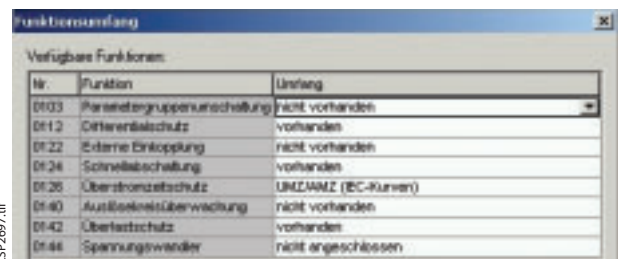 Funktionsumfang
Verfügbare Funktionen:
Nr. Funktion Umfang
0103 Parametergruppenumschaltung nicht vorhanden
0112 Differentialschutz vorhanden
0122 Externe Einkopplung nicht vorhanden
0124 Schnellabschaltung vorhanden
0126 Überstromzeitschutz UMZ/AMZ (IEC-Kurven)
0140 Auslösekreisüberwachung nicht vorhanden
0142 Überlastschutz vorhanden
0144 Spannungswandler nicht angeschlossen